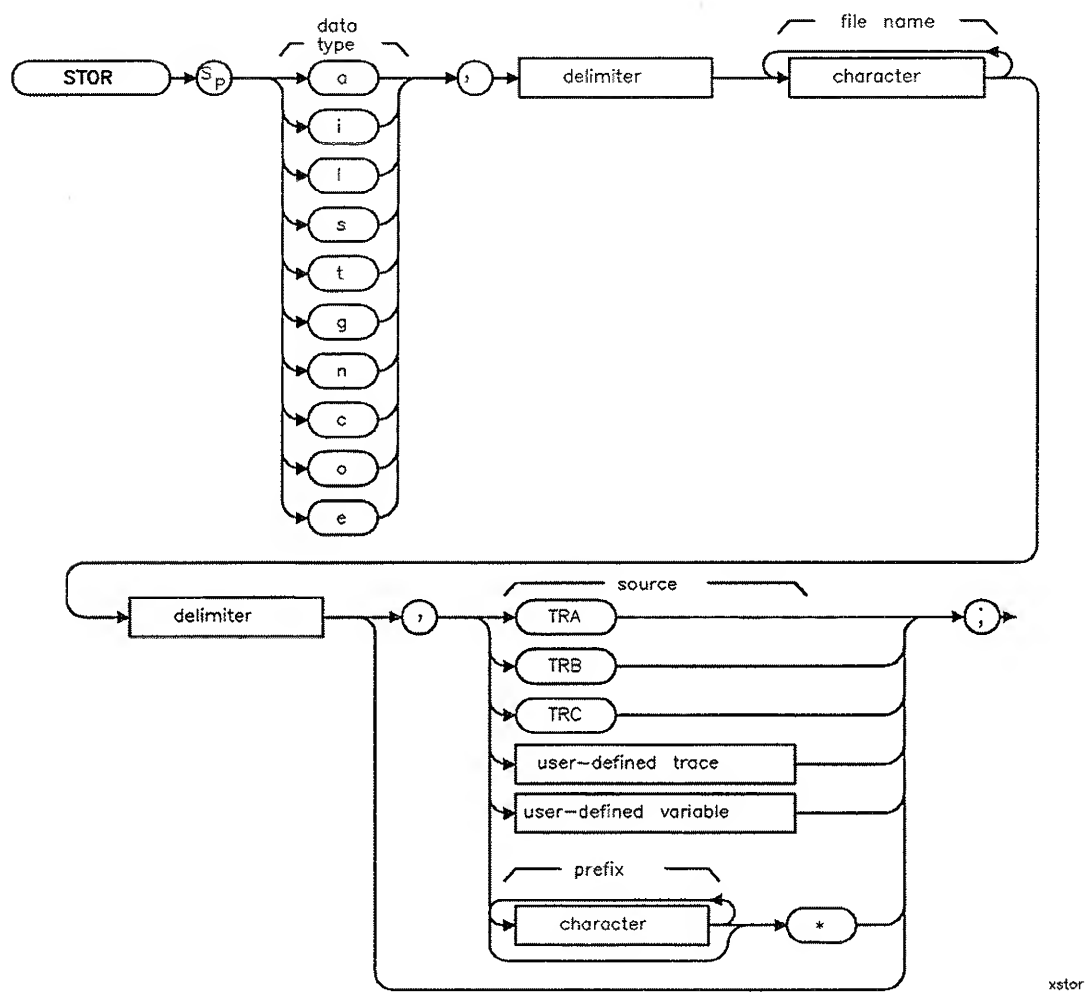 data
type
file name
STOR
Sp
a
,
delimiter
character
i
l
s
t
g
n
c
o
e
source
delimiter
,
TRA
;
TRB
TRC
user-defined trace
user-defined variable
prefix
character
*
xstor